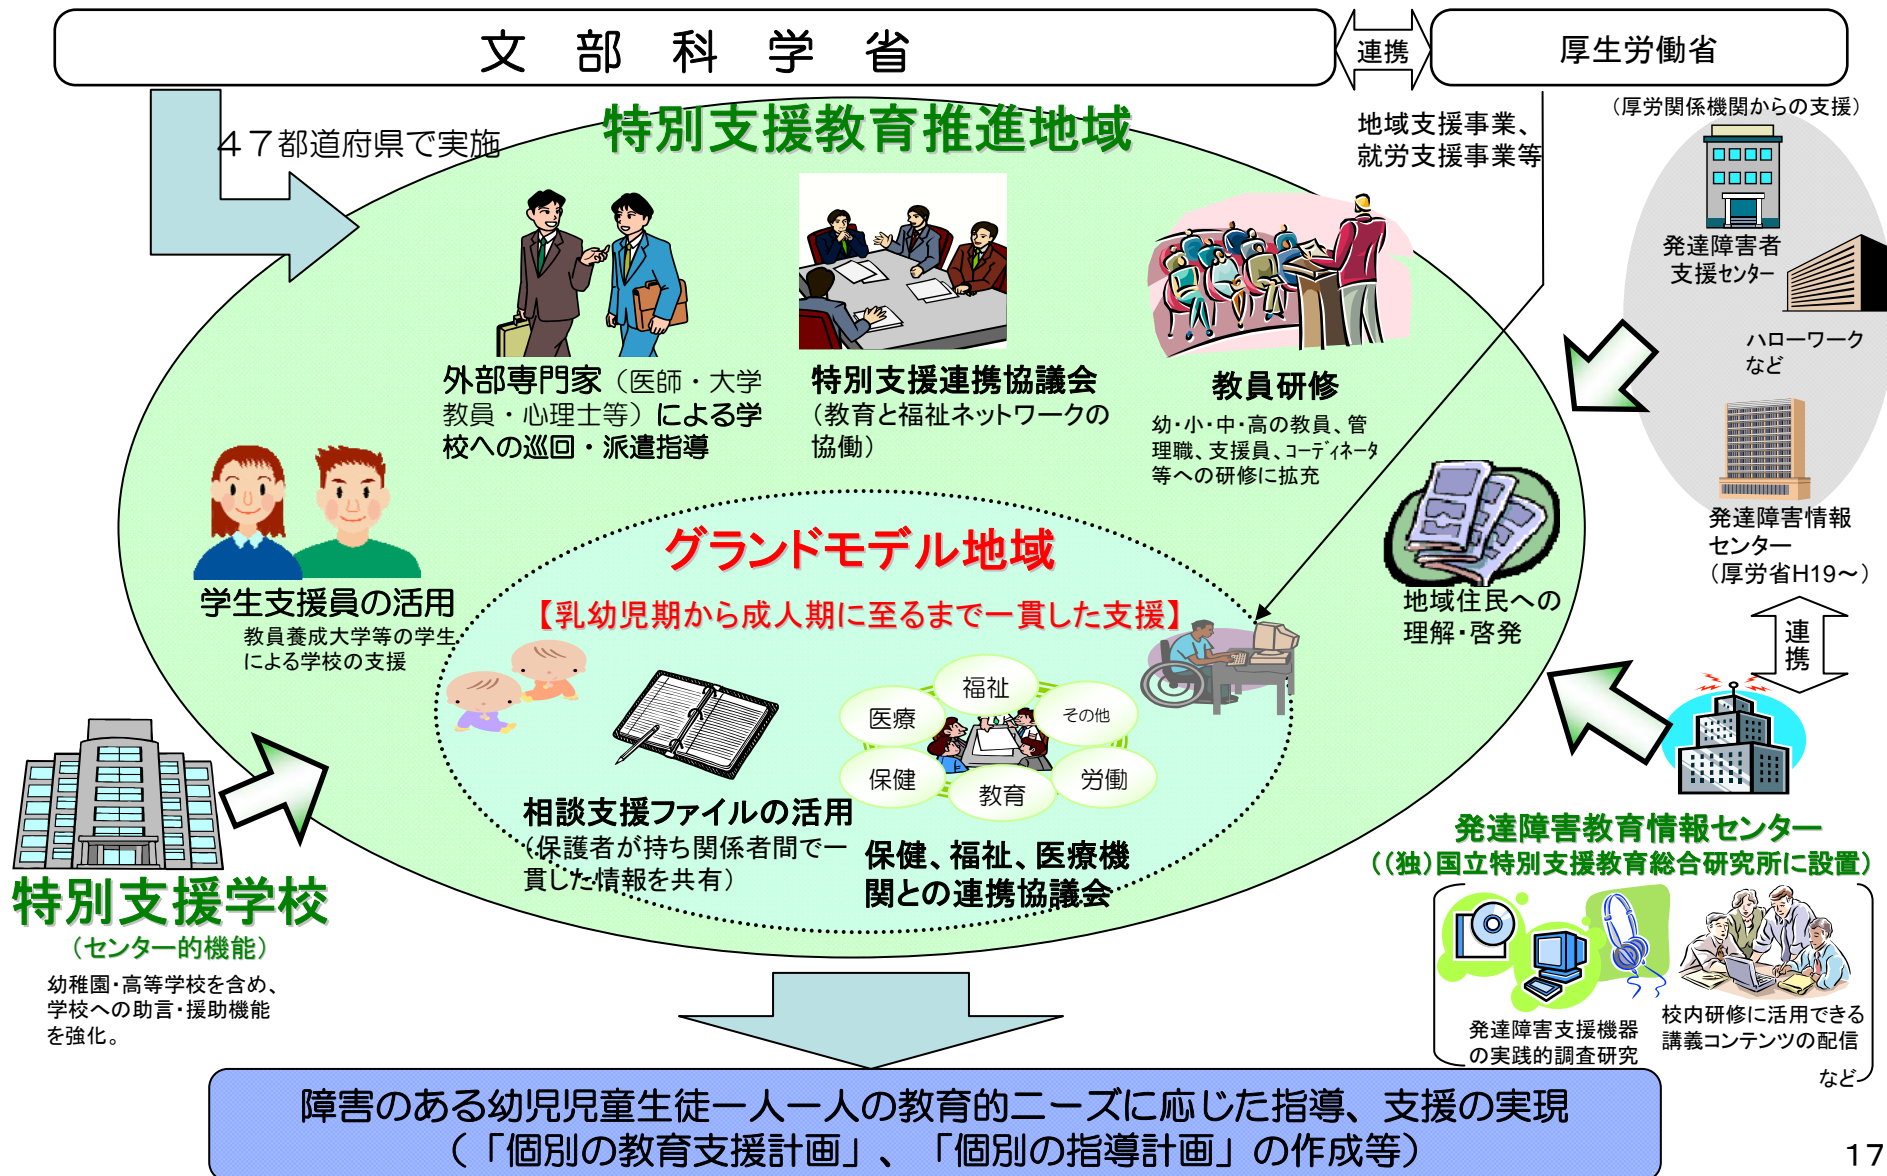 文部科学省
連携
厚生労働省
４７都道府県で実施
特別支援教育推進地域
地域支援事業、
就労支援事業等
（厚労関係機関からの支援）
発達障害者
支援ｾﾝﾀｰ
ハローワーク
など
発達障害情報
センター
（厚労省H19～）
連携
外部専門家（医師・大学
教員・心理士等）による学
校への巡回・派遣指導
特別支援連携協議会
（教育と福祉ネットワークの
協働）
教員研修
幼・小・中・高の教員、管
理職、支援員、ｺｰﾃﾞｨﾈｰﾀ
等への研修に拡充
学生支援員の活用
教員養成大学等の学生
による学校の支援
地域住民への
理解・啓発
グランドモデル地域
【乳幼児期から成人期に至るまで一貫した支援】
福祉
医療
その他
保健
教育
労働
相談支援ファイルの活用
（保護者が持ち関係者間で一
貫した情報を共有）
保健、福祉、医療機
関との連携協議会
特別支援学校
（センター的機能）
幼稚園・高等学校を含め、
学校への助言・援助機能
を強化。
発達障害教育情報センター
（（独）国立特別支援教育総合研究所に設置）
発達障害支援機器
の実践的調査研究
校内研修に活用できる
講義コンテンツの配信
など
障害のある幼児児童生徒一人一人の教育的ニーズに応じた指導、支援の実現
（「個別の教育支援計画」、「個別の指導計画」の作成等）
17